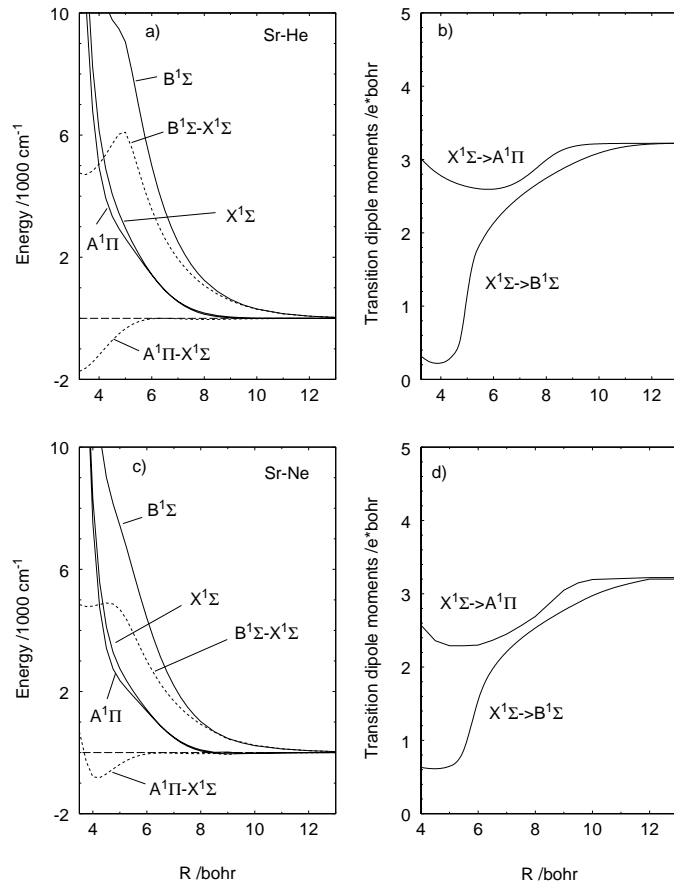 a)
Sr-He
B¹Σ
B¹Σ-X¹Σ
X¹Σ
A¹Π
A¹Π-X¹Σ
Energy /1000 cm⁻¹
10
6
2
-2
4 6 8 10 12
b)
X¹Σ->A¹Π
X¹Σ->B¹Σ
Transition dipole moments /e*bohr
5
4
3
2
1
0
4 6 8 10 12
c)
Sr-Ne
B¹Σ
X¹Σ
B¹Σ-X¹Σ
A¹Π
A¹Π-X¹Σ
Energy /1000 cm⁻¹
10
6
2
-2
4 6 8 10 12
R /bohr
d)
X¹Σ->A¹Π
X¹Σ->B¹Σ
Transition dipole moments /e*bohr
5
4
3
2
1
0
4 6 8 10 12
R /bohr